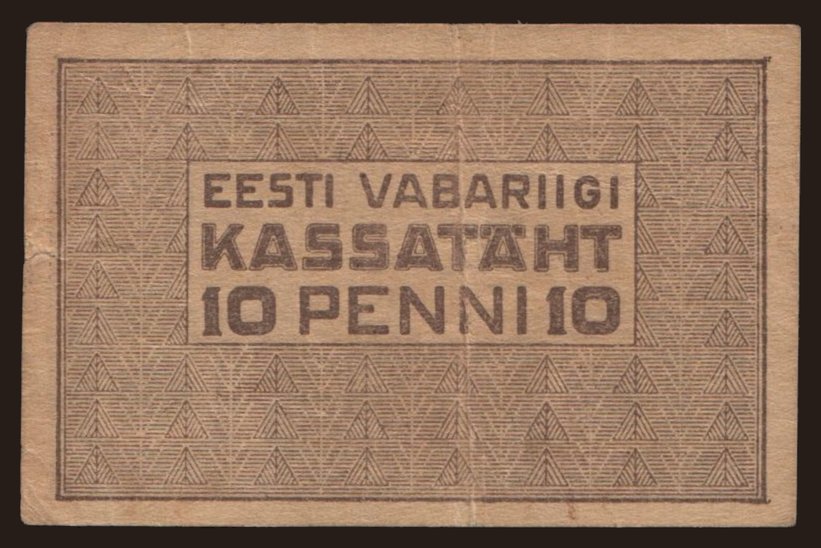 EESTI VABARIIGI
KASSATÄHT
10 PENNI 10